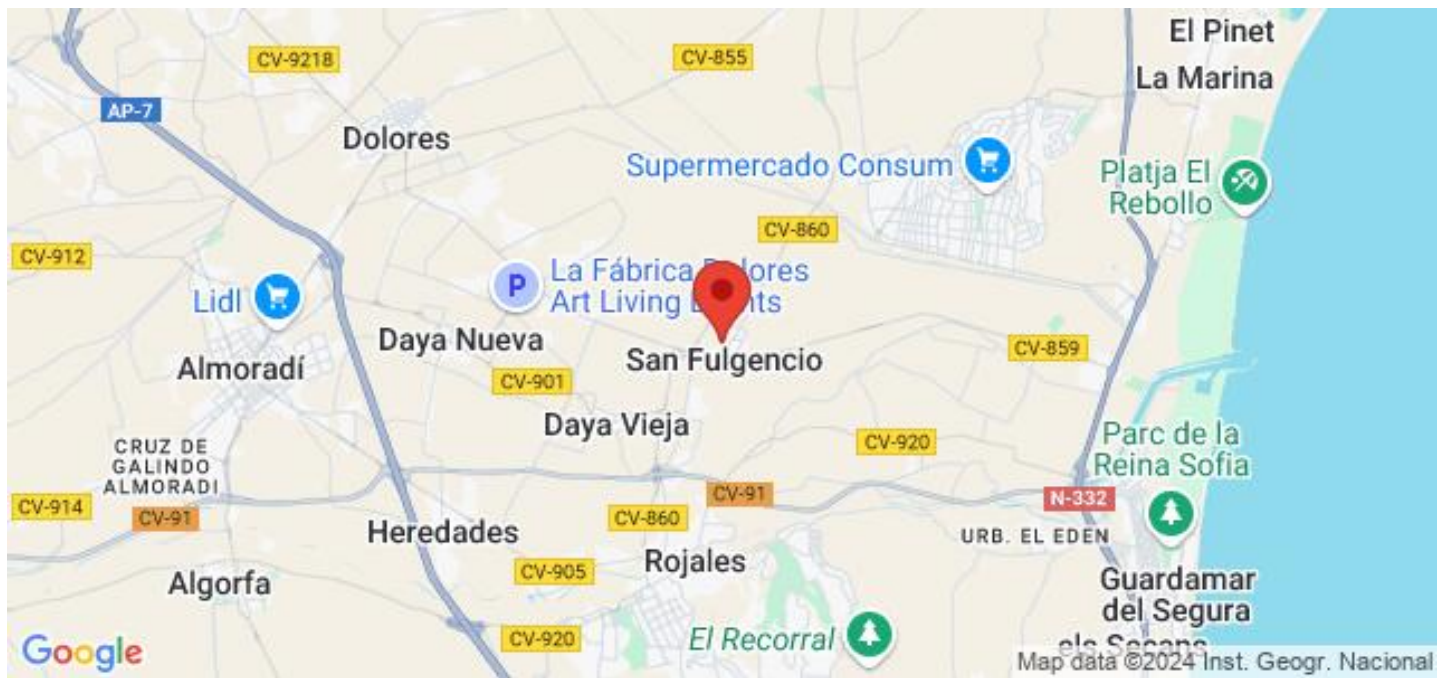 El Pinet
La Marina
CV-9218
CV-855
AP-7
Dolores
Supermercado Consum
Platja El
Rebollo
CV-860
CV-912
La Fábrica Dolores
Art Living Events
P
Lidl
Daya Nueva
San Fulgencio
CV-859
Almoradí
CV-901
Daya Vieja
CV-920
Parc de la
Reina Sofia
CRUZ DE
GALINDO
ALMORADI
CV-914
CV-91
CV-91
N-332
CV-860
Heredades
URB. EL EDEN
Rojales
CV-905
Algorfa
Guardamar
del Segura
CV-920
El Recorral
els Secans
Google
Map data ©2024 Inst. Geogr. Nacional